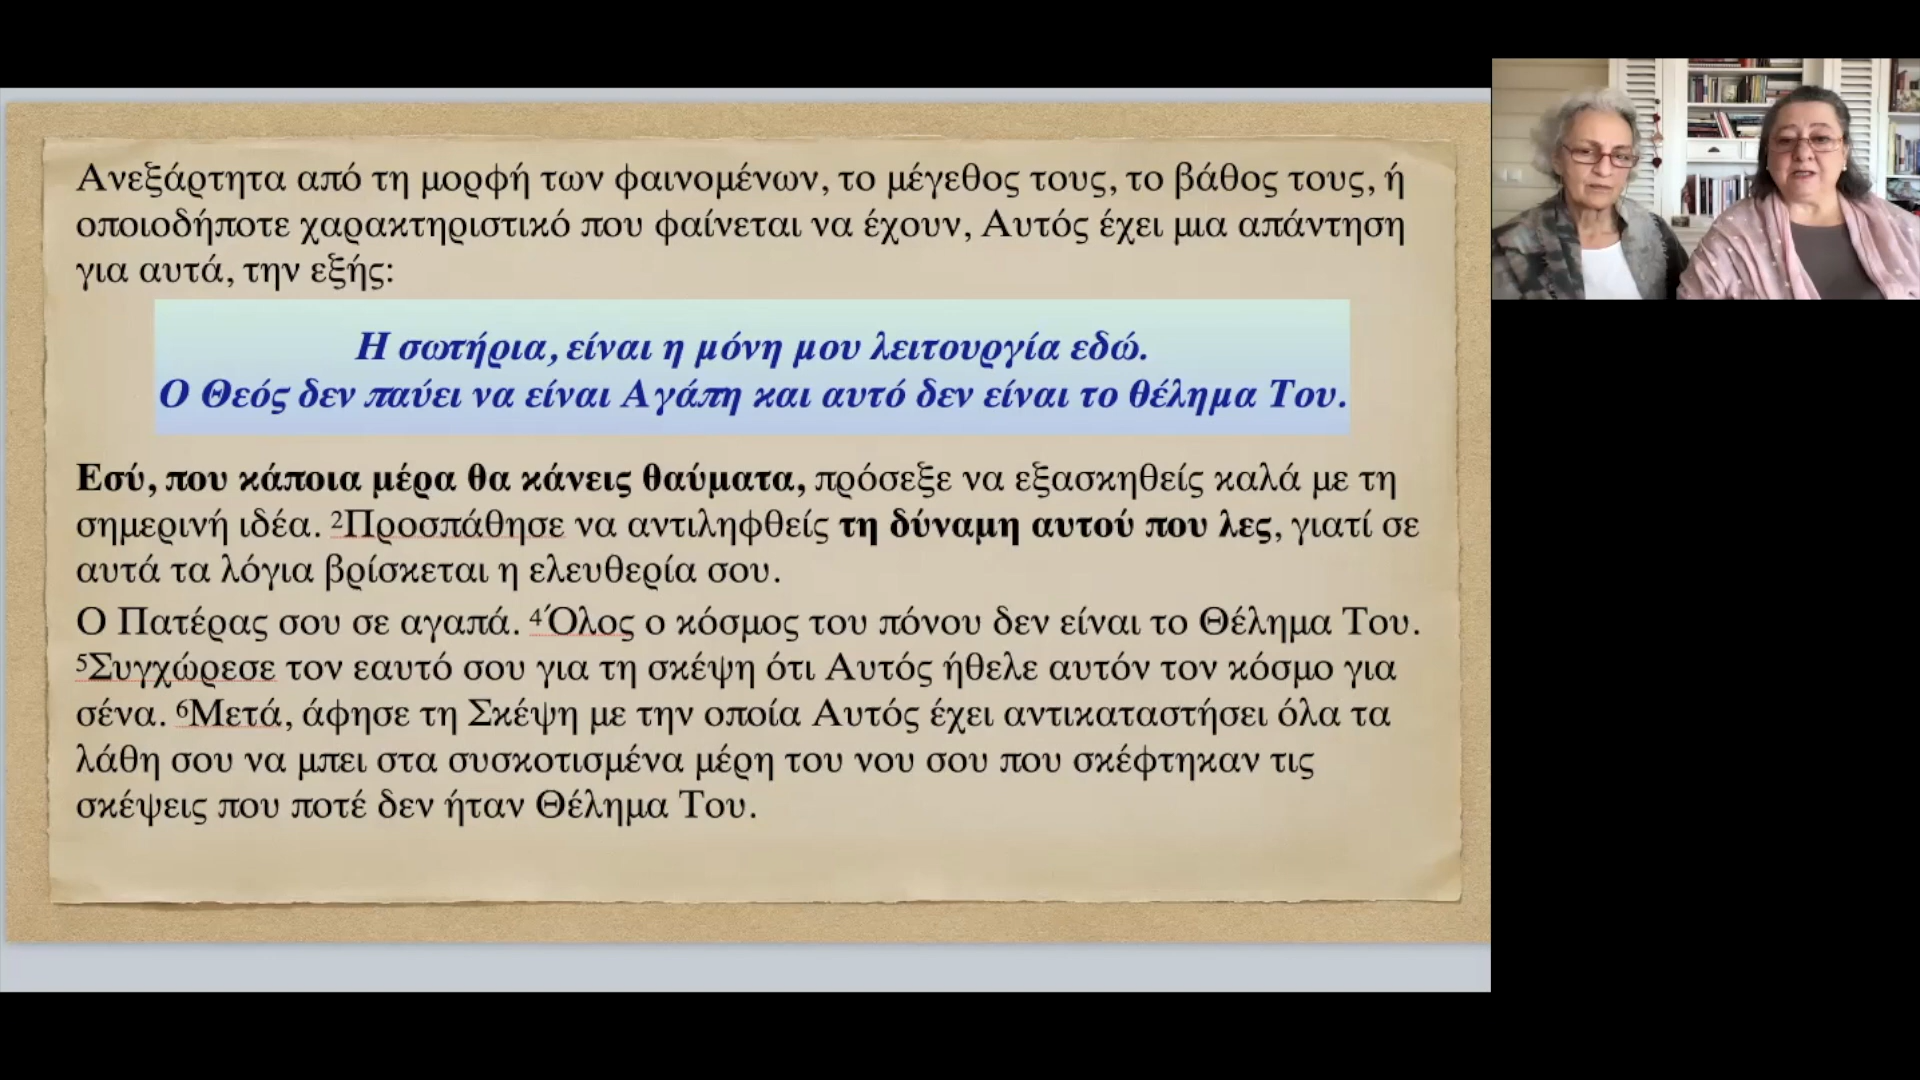 Ανεξάρτητα από τη μορφή των φαινομένων, το μέγεθος τους, το βάθος τους, ή
οποιοδήποτε χαρακτηριστικό που φαίνεται να έχουν, Αυτός έχει μια απάντηση
για αυτά, την εξής:
Η σωτήρια, είναι η μόνη μου λειτουργία εδώ.
Ο Θεός δεν παύει να είναι Αγάπη και αυτό δεν είναι το θέλημα Του.
Εσύ, που κάποια μέρα θα κάνεις θαύματα, πρόσεξε να εξασκηθείς καλά με τη
σημερινή ιδέα. ²Προσπάθησε να αντιληφθείς τη δύναμη αυτού που λες, γιατί σε
αυτά τα λόγια βρίσκεται η ελευθερία σου.
Ο Πατέρας σου σε αγαπά. ⁴Όλος ο κόσμος του πόνου δεν είναι το Θέλημα Του.
⁵Συγχώρεσε τον εαυτό σου για τη σκέψη ότι Αυτός ήθελε αυτόν τον κόσμο για
σένα. ⁶Μετά, άφησε τη Σκέψη με την οποία Αυτός έχει αντικαταστήσει όλα τα
λάθη σου να μπει στα συσκοτισμένα μέρη του νου σου που σκέφτηκαν τις
σκέψεις που ποτέ δεν ήταν Θέλημα Του.